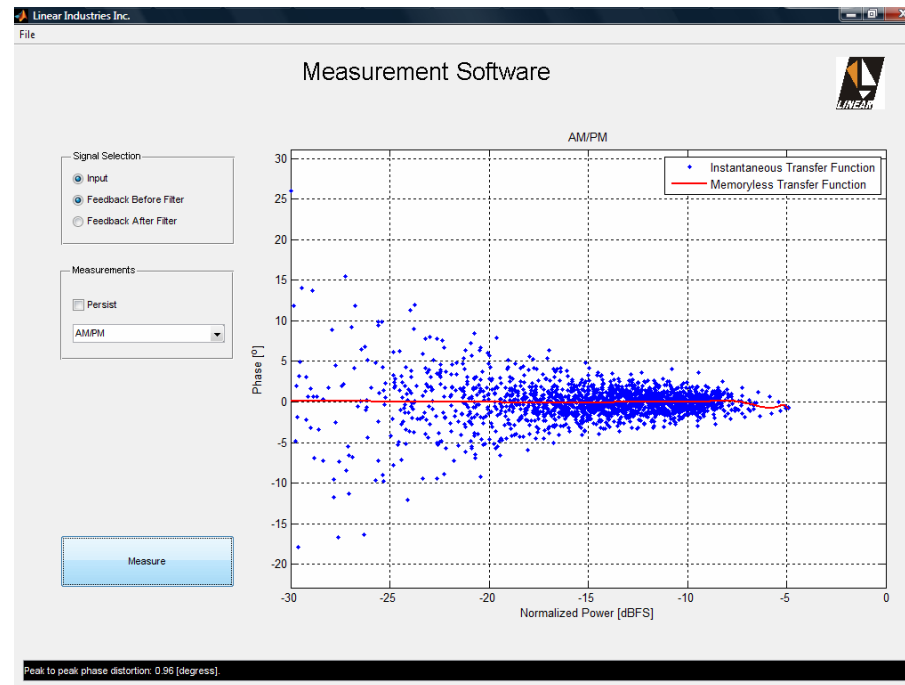 Linear Industries Inc.
File
Measurement Software
LINEAR
Signal Selection
Input
Feedback Before Filter
Feedback After Filter
Measurements
Persist
AM/PM
Measure
AM/PM
Instantaneous Transfer Function
Memoryless Transfer Function
Phase [º]
30
25
20
15
10
5
0
-5
-10
-15
-20
-30
-25
-20
-15
-10
-5
0
Normalized Power [dBFS]
Peak to peak phase distortion: 0.96 [degress].